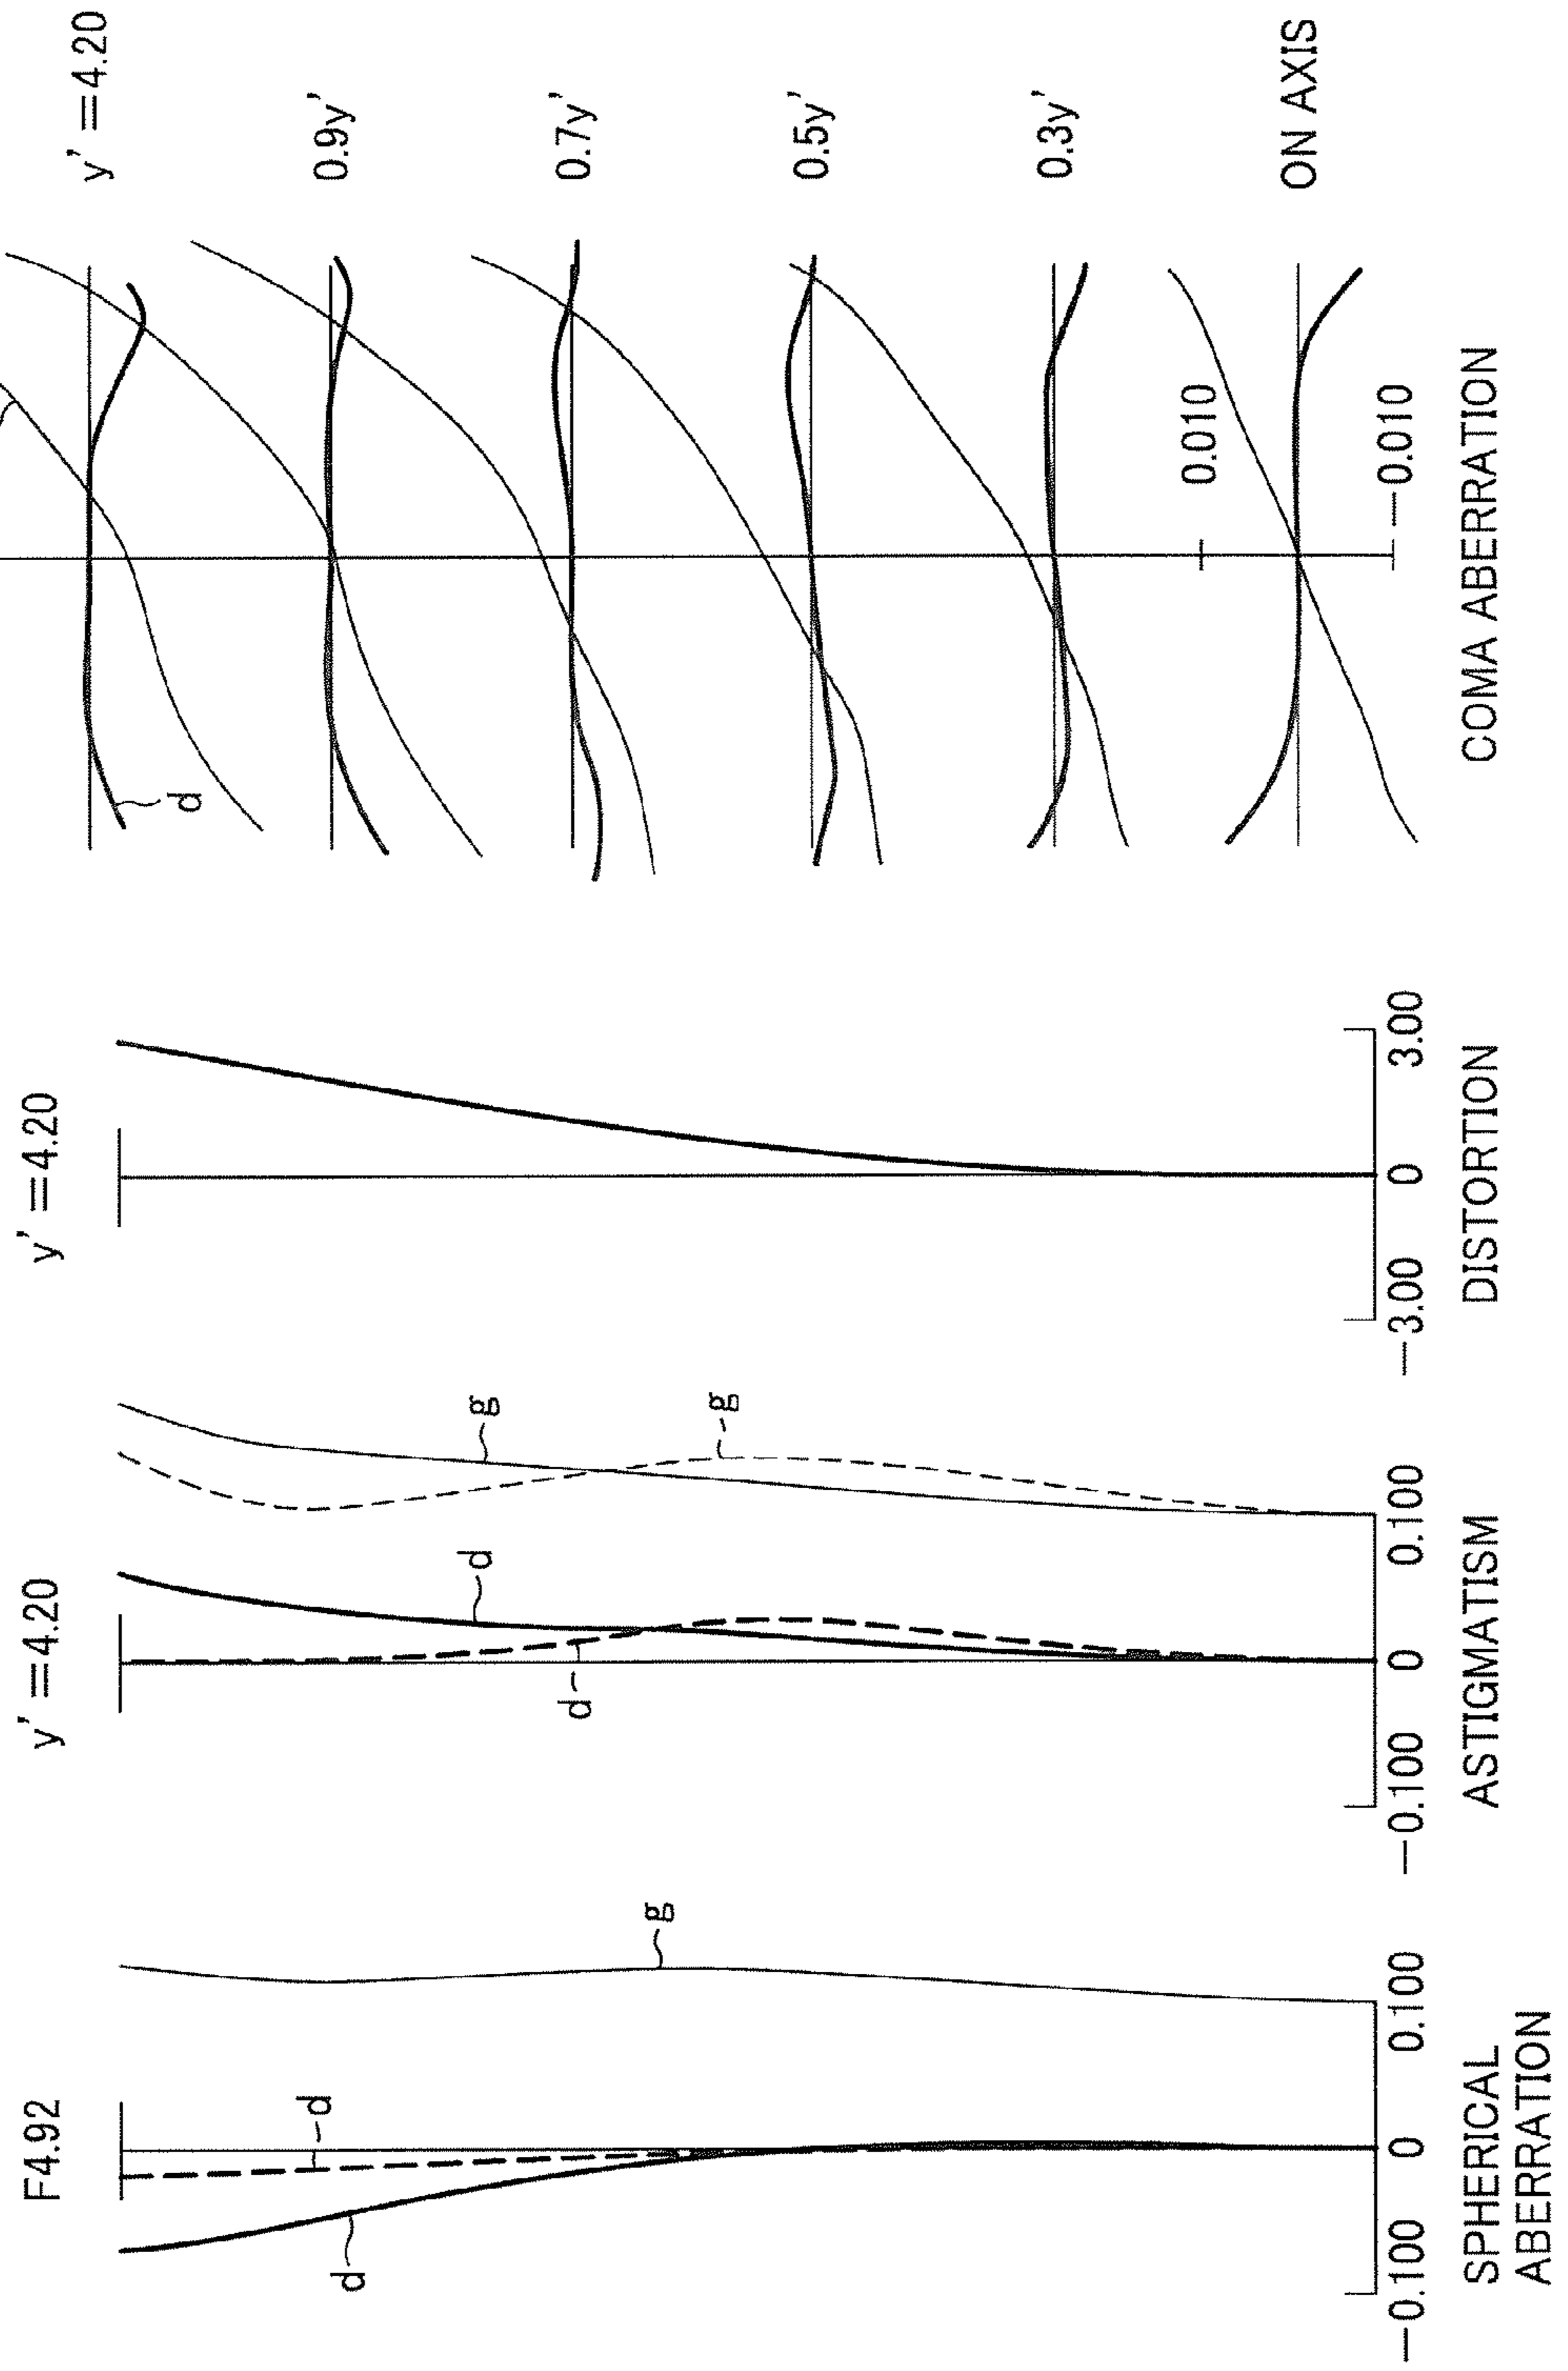 F4.92
d
d
g
−0.100 0 0.100
SPHERICAL
ABERRATION
y' =4.20
d
d
g
g
−0.100 0 0.100
ASTIGMATISM
y' =4.20
−3.00 0 3.00
DISTORTION
y' =4.20
d
0.9y'
0.7y'
0.5y'
0.3y'
0.010
ON AXIS
−0.010
COMA ABERRATION